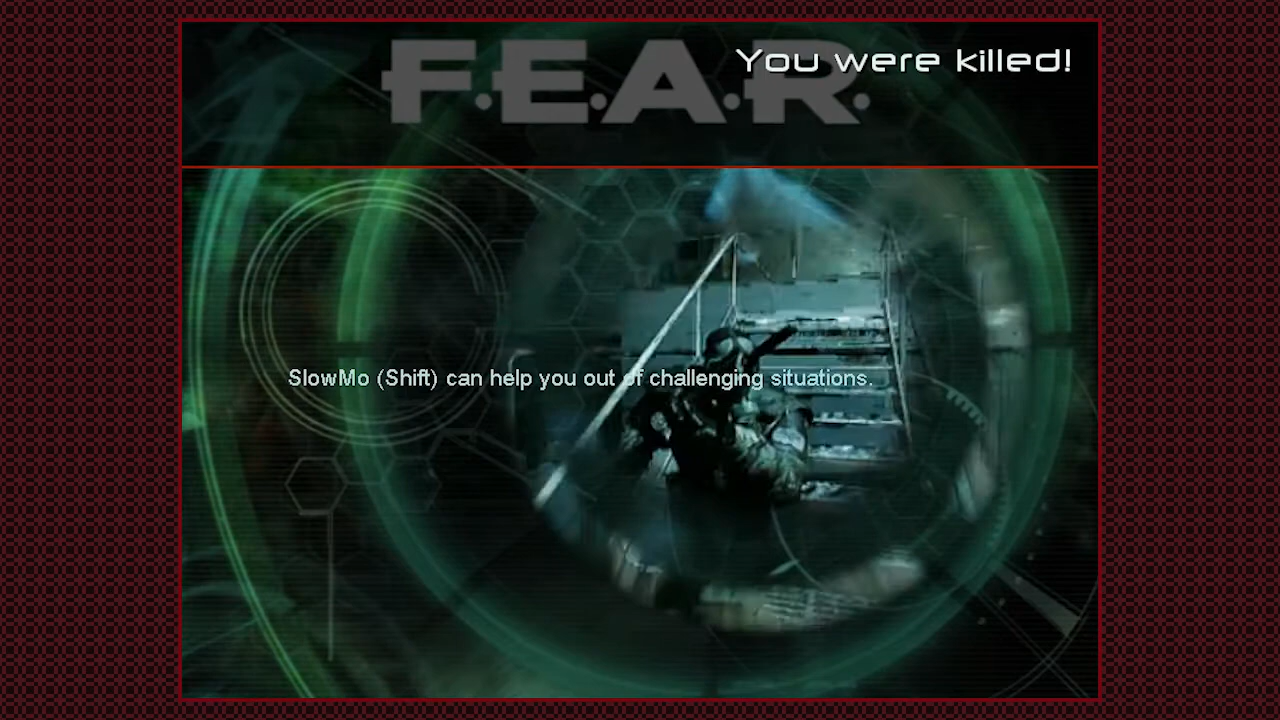 F.E.A.R.
You were killed!
SlowMo (Shift) can help you out of challenging situations.